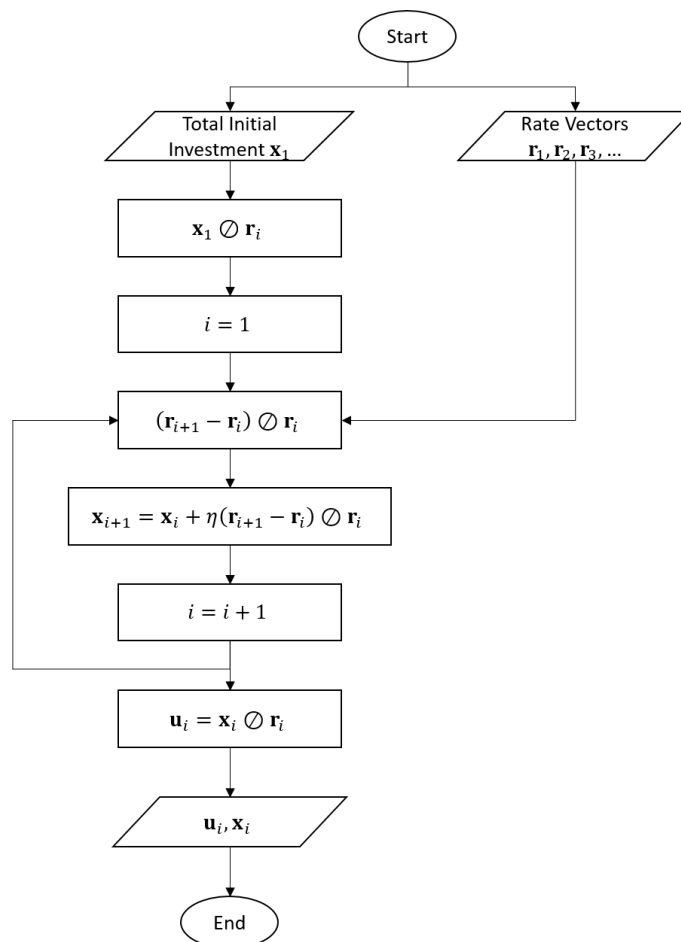 Start
Total Initial
Investment 𝐱₁
Rate Vectors
𝐫₁, 𝐫₂, 𝐫₃, …
𝐱₁ ⊘ 𝐫ᵢ
𝑖 = 1
(𝐫ᵢ₊₁ − 𝐫ᵢ) ⊘ 𝐫ᵢ
𝐱ᵢ₊₁ = 𝐱ᵢ + 𝜂(𝐫ᵢ₊₁ − 𝐫ᵢ) ⊘ 𝐫ᵢ
𝑖 = 𝑖 + 1
𝐮ᵢ = 𝐱ᵢ ⊘ 𝐫ᵢ
𝐮ᵢ, 𝐱ᵢ
End